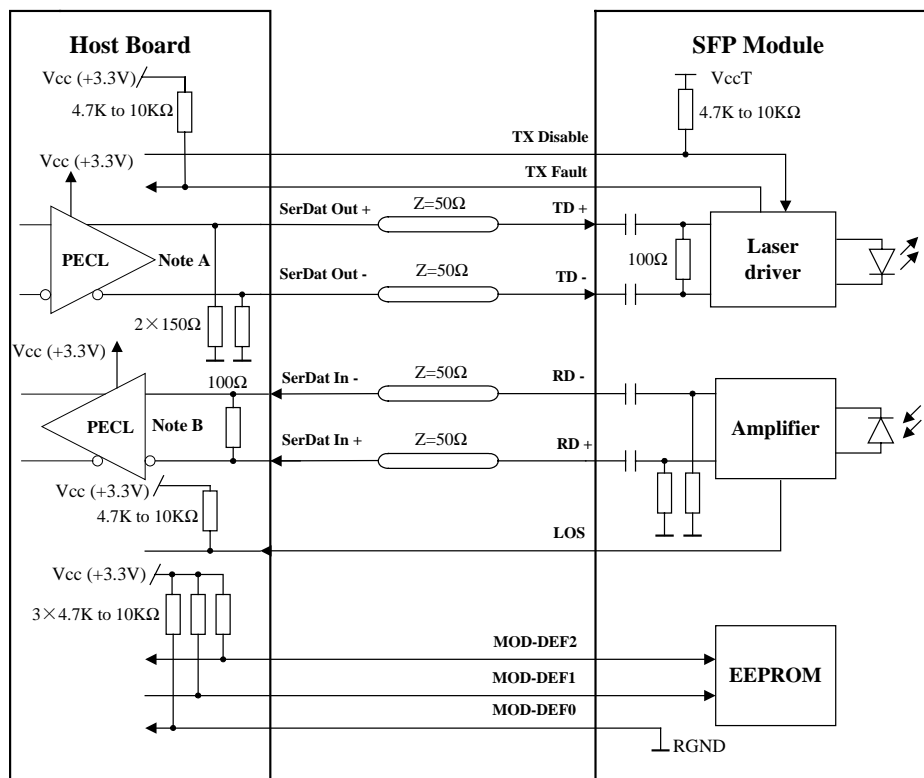 Host Board
SFP Module
Vcc (+3.3V)
VccT
4.7K to 10KΩ
4.7K to 10KΩ
TX Disable
TX Fault
Vcc (+3.3V)
SerDat Out +
Z=50Ω
TD +
PECL
Note A
100Ω
Laser
driver
SerDat Out -
Z=50Ω
TD -
2×150Ω
Vcc (+3.3V)
100Ω
SerDat In -
Z=50Ω
RD -
PECL
Note B
Amplifier
SerDat In +
Z=50Ω
RD +
Vcc (+3.3V)
4.7K to 10KΩ
LOS
Vcc (+3.3V)
3×4.7K to 10KΩ
MOD-DEF2
EEPROM
MOD-DEF1
MOD-DEF0
RGND